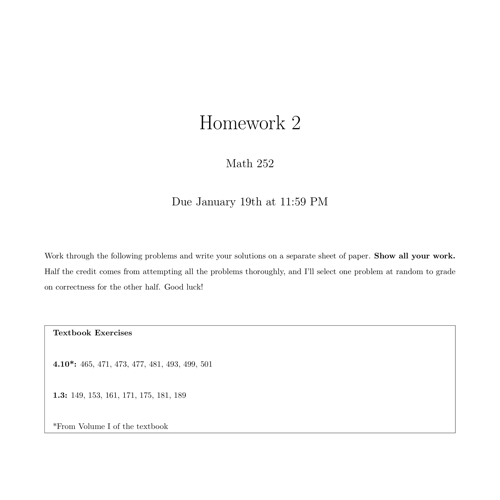 Homework 2
Math 252
Due January 19th at 11:59 PM
Work through the following problems and write your solutions on a separate sheet of paper. Show all your work.
Half the credit comes from attempting all the problems thoroughly, and I'll select one problem at random to grade
on correctness for the other half. Good luck!
Textbook Exercises
4.10*: 465, 471, 473, 477, 481, 493, 499, 501
1.3: 149, 153, 161, 171, 175, 181, 189
*From Volume I of the textbook